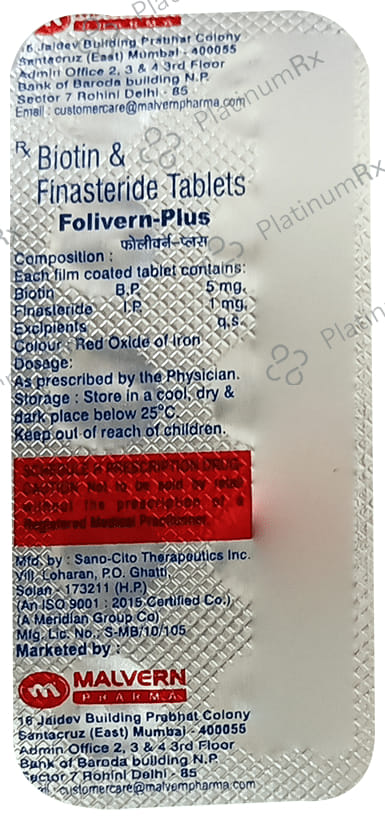 PHARMA
16 Jaidev Building Prabhat Colony
Santacruz (East) Mumbai - 400055
Admin Office 2, 3 & 4 3rd Floor
Bank of Baroda building N.P.
Sector 7 Rohini Delhi - 85
Email : customercare@malvernpharma.com
PlatinumRx
Rx Biotin &
Finasteride Tablets
Folivern-Plus
फोलीवर्न-प्लस
PlatinumRx
Composition :
Each film coated tablet contains:
Biotin B.P. 5 mg.
Finasteride I.P. 1 mg.
Excipients q.s.
Colour : Red Oxide of Iron
Dosage:
As prescribed by the Physician.
Storage : Store in a cool, dry &
dark place below 25°C.
Keep out of reach of children.
SCHEDULE PRESCRIPTION DRUG
CAUTION Not to be sold by retail
without the prescription of a
Registered Medical Practitioner.
Mfd. by : Sano-Cito Therapeutics Inc.
Vill. Loharan, P.O. Ghatti,
Solan - 173211 (H.P.)
(An ISO 9001 : 2015 Certified Co.)
(A Meridian Group Co)
Mfg. Lic. No., S-MB/10/105
Marketed by :
MALVERN
PHARMA
16 Jaidev Building Prabhat Colony
Santacruz (East) Mumbai - 400055
Admin Office 2, 3 & 4 3rd Floor
Bank of Baroda building N.P.
Sector 7 Rohini Delhi - 85
customercare@malvernpharma.com